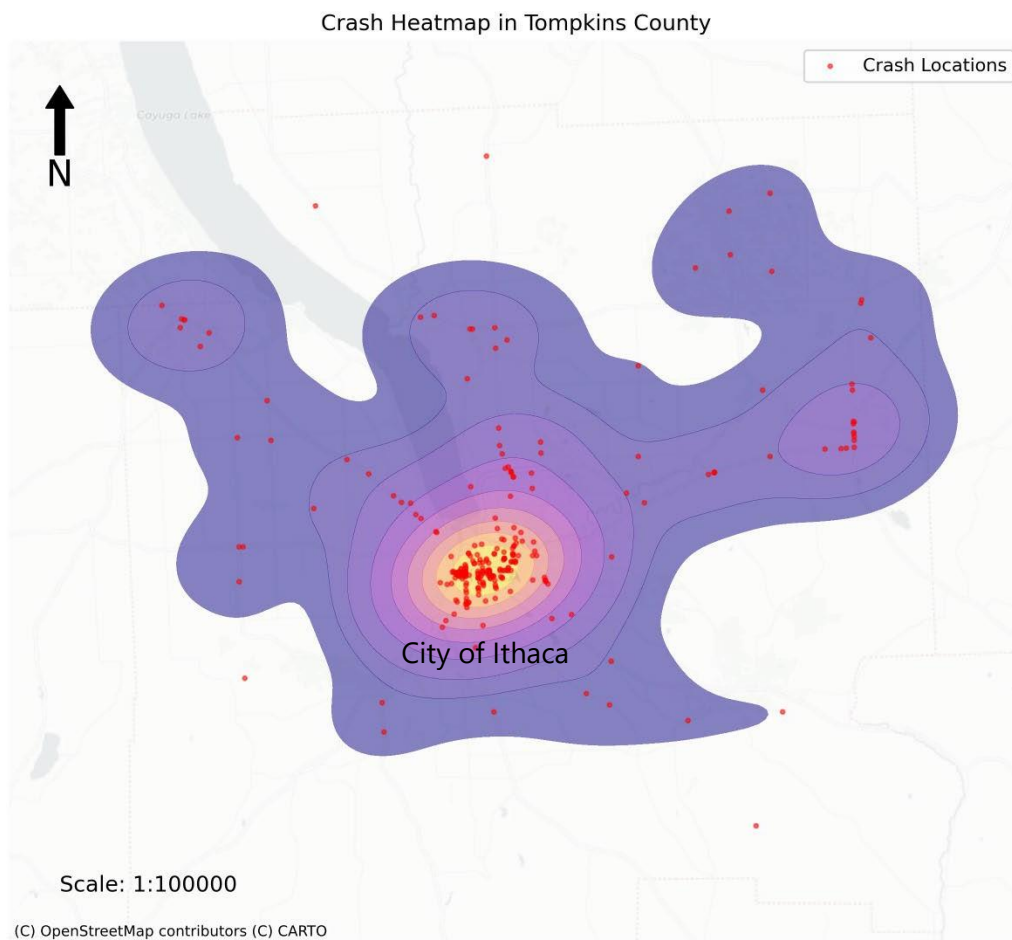 Crash Heatmap in Tompkins County
Crash Locations
Cayuga Lake
N
City of Ithaca
Scale: 1:100000
(C) OpenStreetMap contributors (C) CARTO